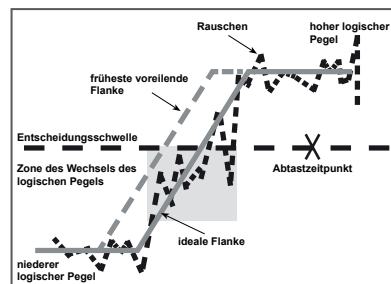 Rauschen
hoher logischer
Pegel
früheste voreilende
Flanke
Entscheidungsschwelle
Zone des Wechsels des
logischen Pegels
Abtastzeitpunkt
ideale Flanke
niederer
logischer Pegel